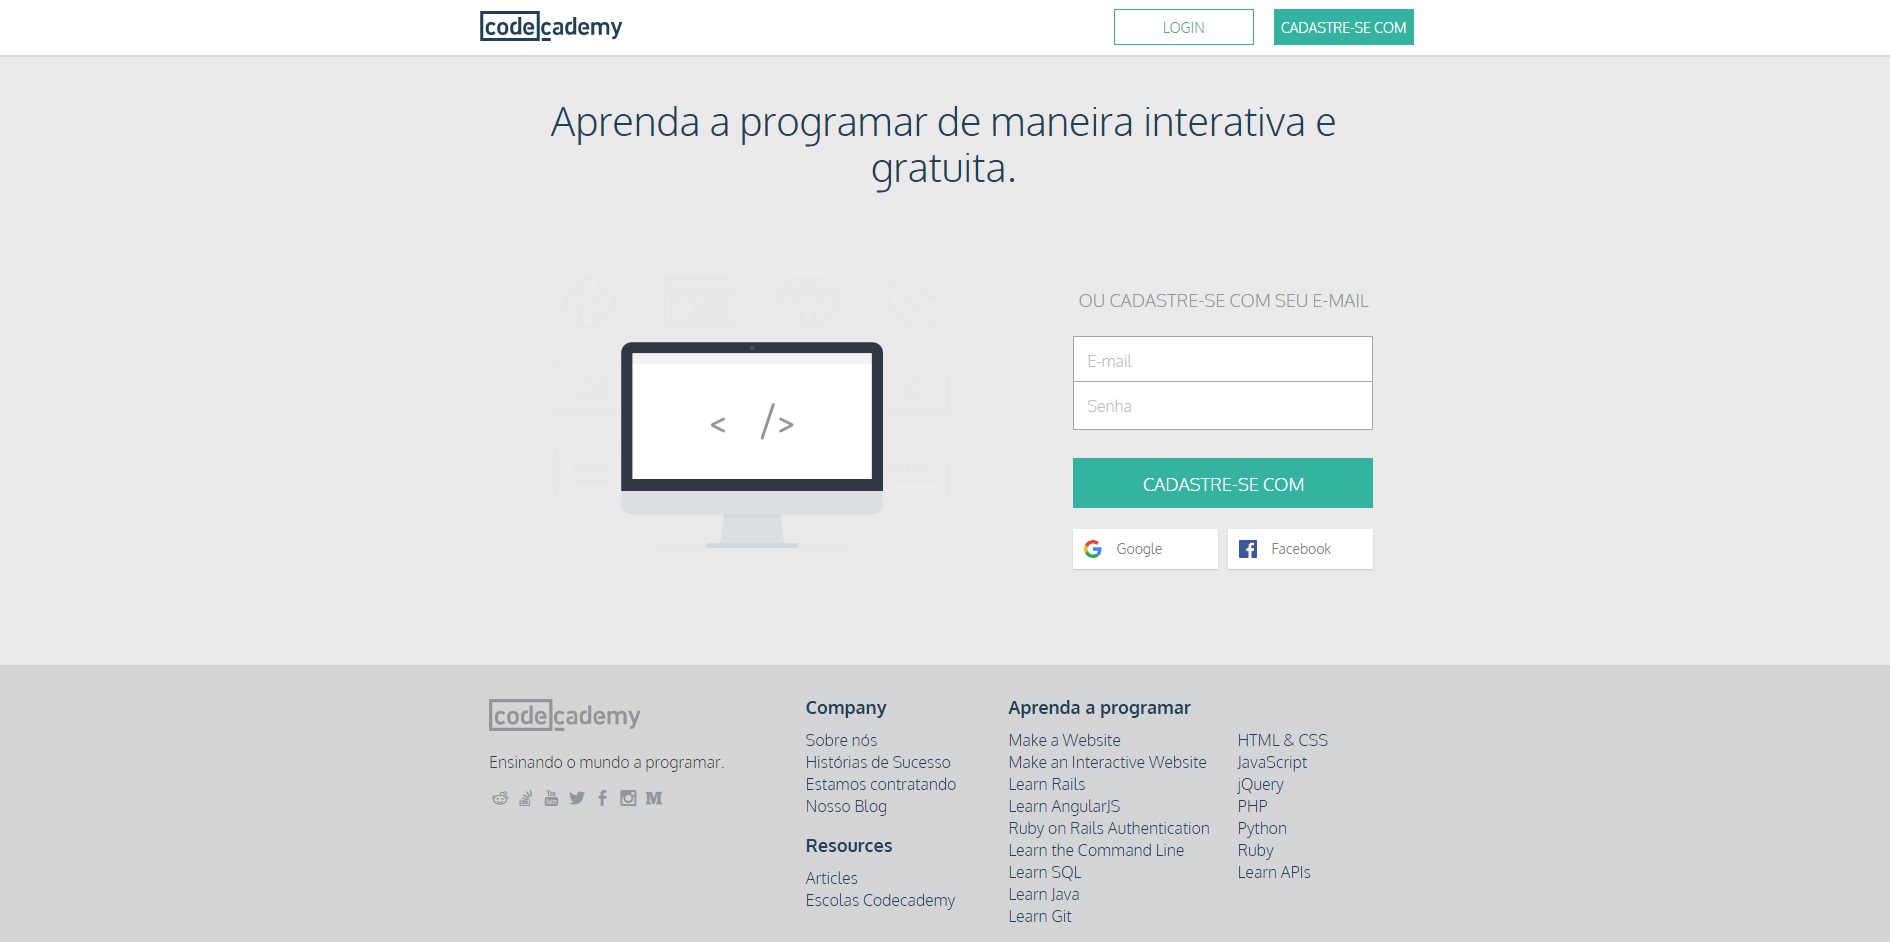 codecademy
LOGIN
CADASTRE-SE COM
Aprenda a programar de maneira interativa e
gratuita.
OU CADASTRE-SE COM SEU E-MAIL
E-mail
Senha
< />
CADASTRE-SE COM
Google
Facebook
codecademy
Ensinando o mundo a programar.
Company
Sobre nós
Histórias de Sucesso
Estamos contratando
Nosso Blog
Resources
Articles
Escolas Codecademy
Aprenda a programar
Make a Website
Make an Interactive Website
Learn Rails
Learn AngularJS
Ruby on Rails Authentication
Learn the Command Line
Learn SQL
Learn Java
Learn Git
HTML & CSS
JavaScript
jQuery
PHP
Python
Ruby
Learn APIs